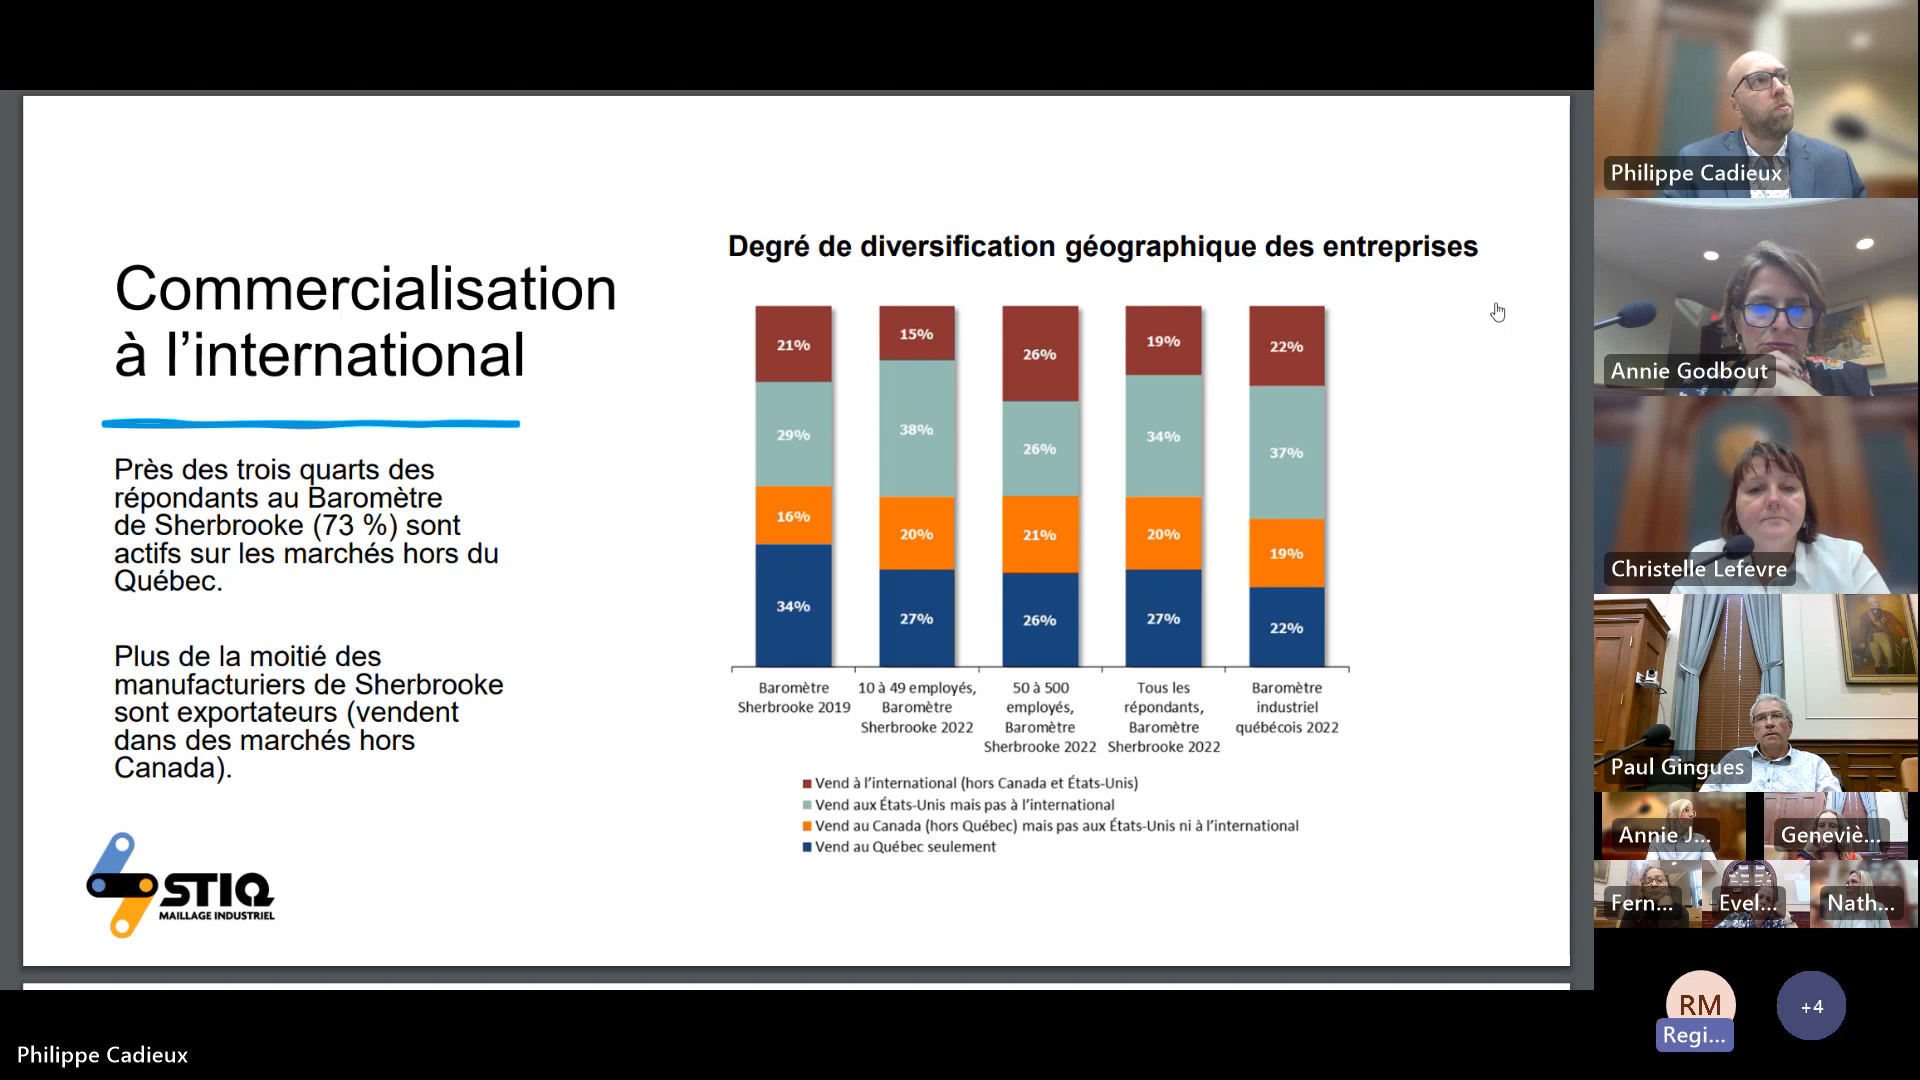 Commercialisation
à l’international
Près des trois quarts des
répondants au Baromètre
de Sherbrooke (73 %) sont
actifs sur les marchés hors du
Québec.
Plus de la moitié des
manufacturiers de Sherbrooke
sont exportateurs (vendent
dans des marchés hors
Canada).
STIQ
MAILLAGE INDUSTRIEL
Degré de diversification géographique des entreprises
21%
29%
16%
34%
15%
38%
20%
27%
26%
26%
21%
26%
19%
34%
20%
27%
22%
37%
19%
22%
Baromètre
Sherbrooke 2019
10 à 49 employés,
Baromètre
Sherbrooke 2022
50 à 500
employés,
Baromètre
Sherbrooke 2022
Tous les
répondants,
Baromètre
Sherbrooke 2022
Baromètre
industriel
québécois 2022
Vend à l’international (hors Canada et États-Unis)
Vend aux États-Unis mais pas à l’international
Vend au Canada (hors Québec) mais pas aux États-Unis ni à l’international
Vend au Québec seulement
Philippe Cadieux
Annie Godbout
Christelle Lefevre
Paul Gingues
Annie J...
Genevi­è...
Fern...
Evel...
Nath...
RM
Regi...
+4
Philippe Cadieux